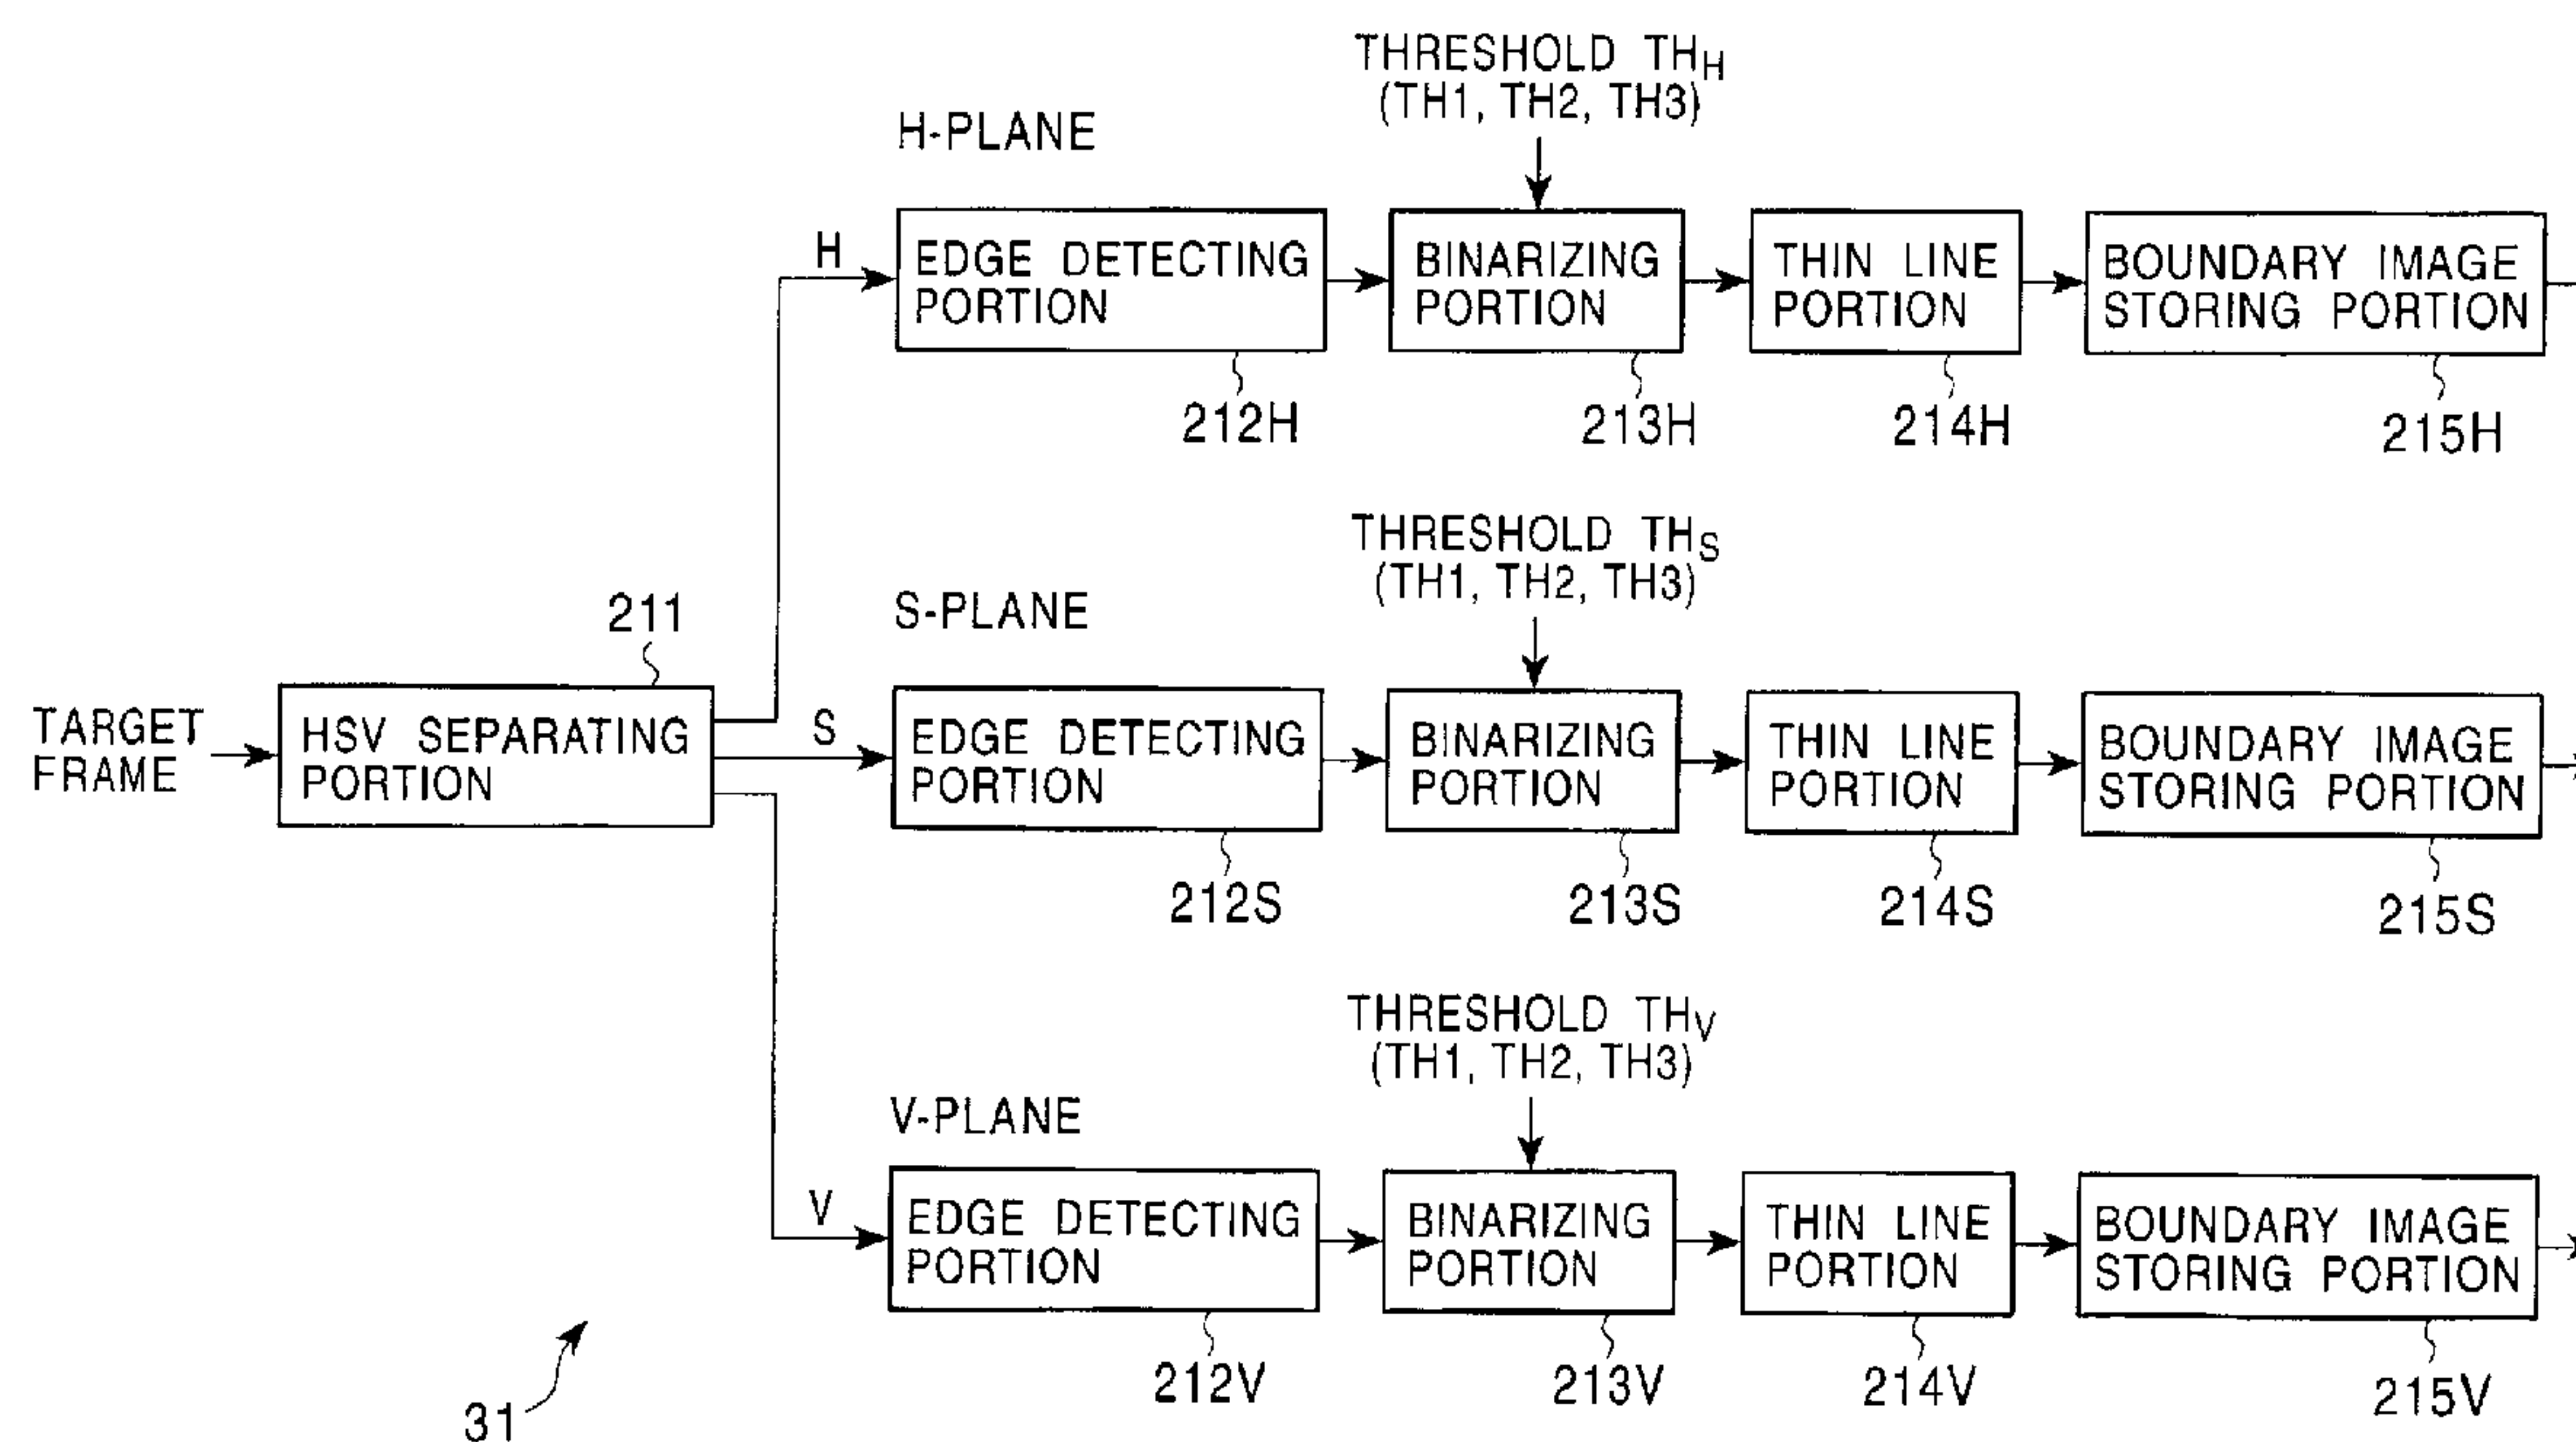 THRESHOLD TH_H
(TH1, TH2, TH3)
H-PLANE
H
EDGE DETECTING
PORTION
BINARIZING
PORTION
THIN LINE
PORTION
BOUNDARY IMAGE
STORING PORTION
212H
213H
214H
215H
THRESHOLD TH_S
(TH1, TH2, TH3)
S-PLANE
211
TARGET
FRAME
HSV SEPARATING
PORTION
S
EDGE DETECTING
PORTION
BINARIZING
PORTION
THIN LINE
PORTION
BOUNDARY IMAGE
STORING PORTION
212S
213S
214S
215S
THRESHOLD TH_V
(TH1, TH2, TH3)
V-PLANE
V
EDGE DETECTING
PORTION
BINARIZING
PORTION
THIN LINE
PORTION
BOUNDARY IMAGE
STORING PORTION
212V
213V
214V
215V
31